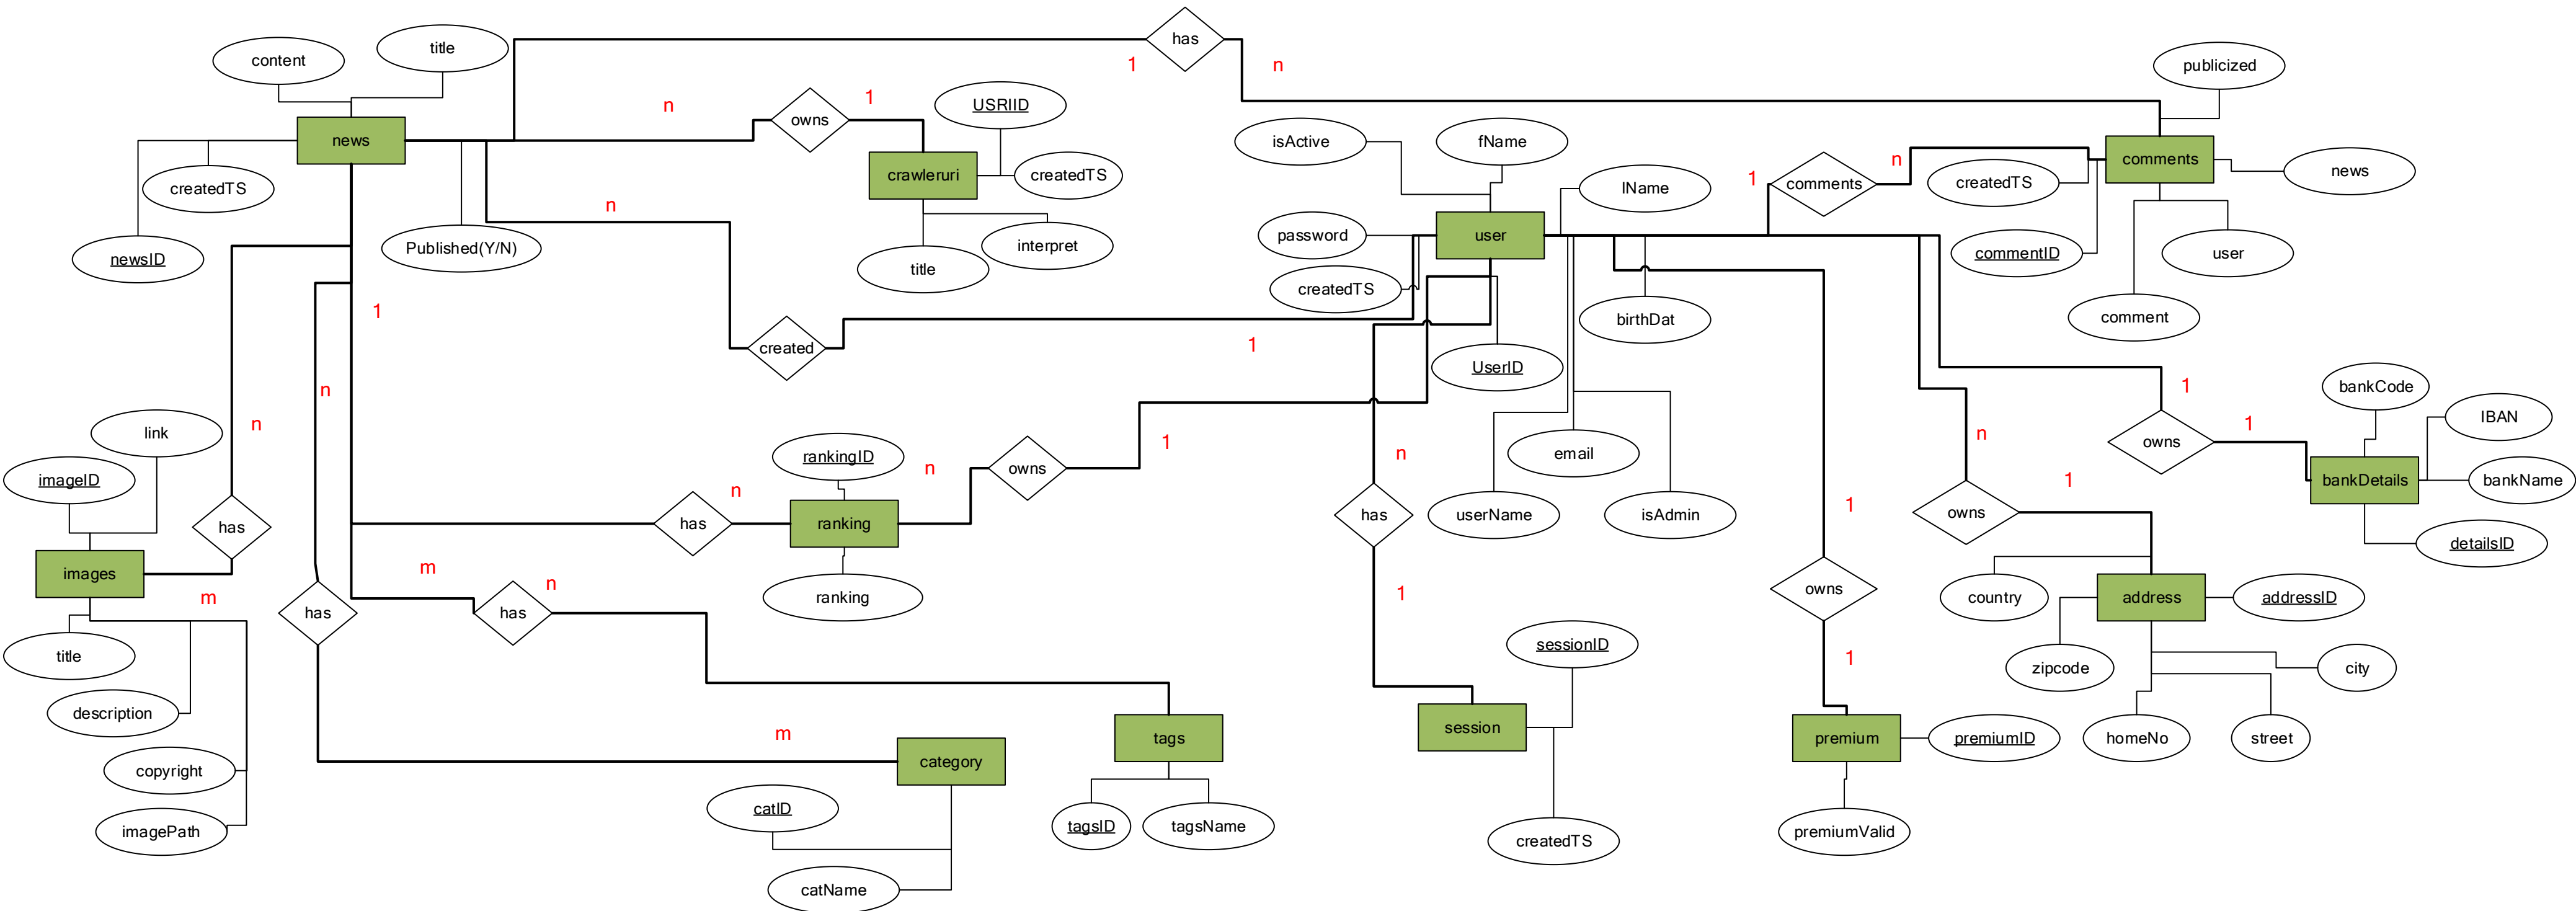 has
title
content
1
n
publicized
1
USRIID
n
owns
news
isActive
fName
comments
n
news
crawleruri
createdTS
1
comments
createdTS
createdTS
lName
n
password
user
newsID
Published(Y/N)
interpret
commentID
user
title
createdTS
1
birthDat
comment
created
1
UserID
n
1
bankCode
IBAN
n
link
1
n
1
owns
rankingID
n
owns
n
email
imageID
1
bankName
bankDetails
has
has
ranking
has
userName
isAdmin
1
owns
detailsID
images
m
n
1
owns
m
ranking
country
address
addressID
has
has
title
sessionID
1
zipcode
city
description
m
category
tags
session
premium
premiumID
homeNo
street
copyright
catID
tagsID
tagsName
imagePath
premiumValid
createdTS
catName